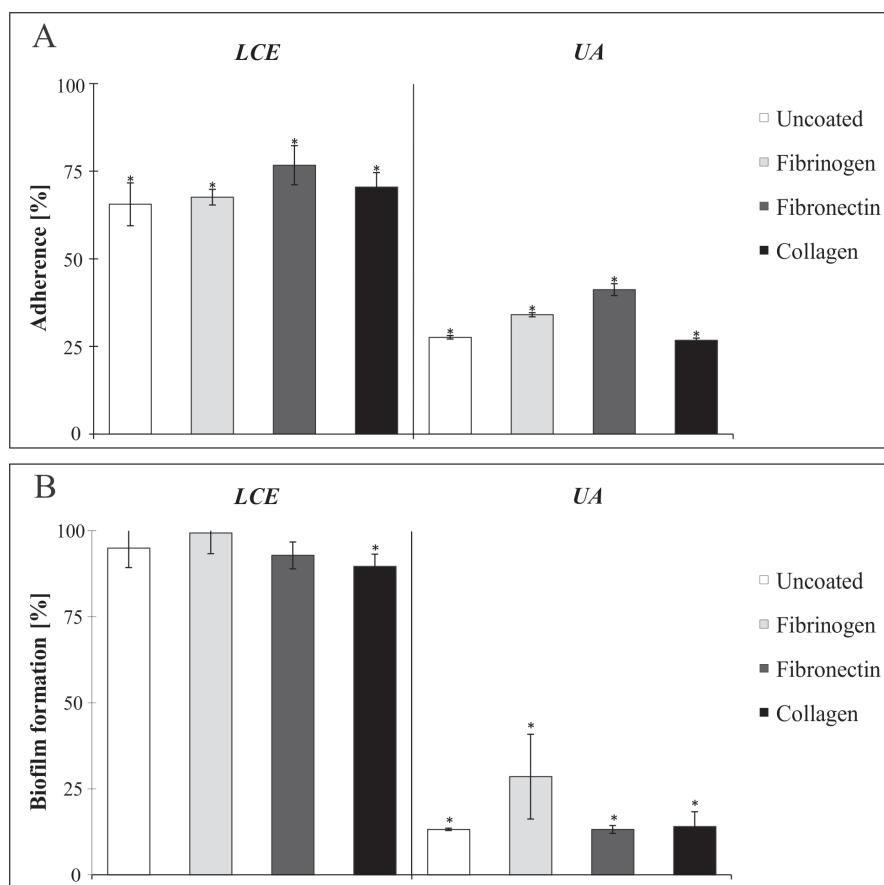 A
LCE
UA
100
75
50
25
0
Adherence [%]
* * * *
* * * *
Uncoated
Fibrinogen
Fibronectin
Collagen
B
LCE
UA
100
75
50
25
0
Biofilm formation [%]
*
* * * *
Uncoated
Fibrinogen
Fibronectin
Collagen